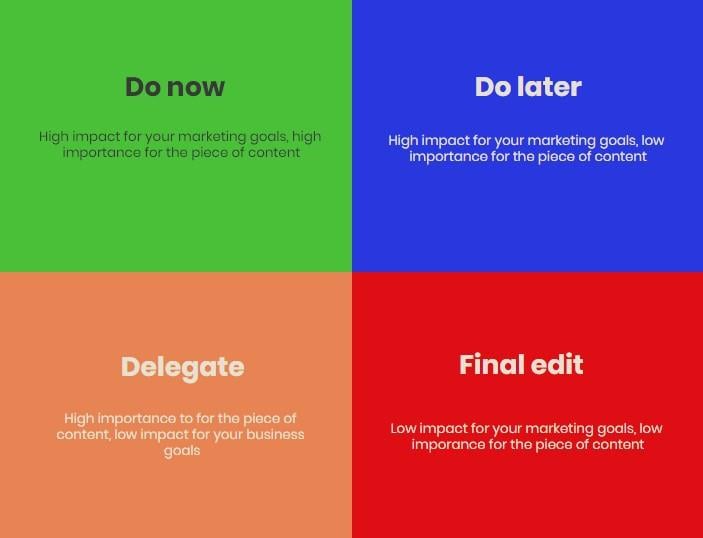 Do now
High impact for your marketing goals, high
importance for the piece of content
Do later
High impact for your marketing goals, low
importance for the piece of content
Delegate
High importance to for the piece of
content, low impact for your business
goals
Final edit
Low impact for your marketing goals, low
imporance for the piece of content